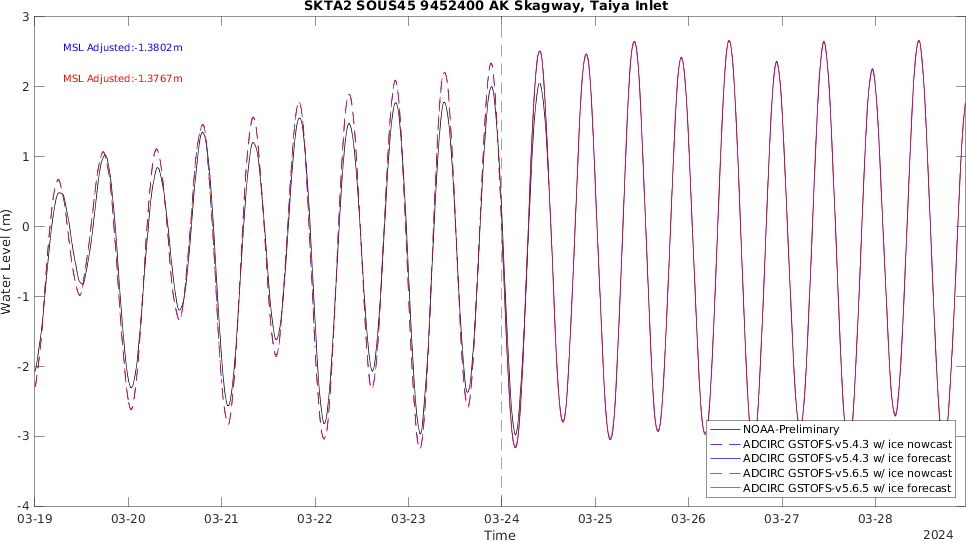 SKTA2 SOUS45 9452400 AK Skagway, Taiya Inlet
3
MSL Adjusted:-1.3802m
MSL Adjusted:-1.3767m
2
1
0
Water Level (m)
-1
-2
-3
-4
NOAA-Preliminary
ADCIRC GSTOFS-v5.4.3 w/ ice nowcast
ADCIRC GSTOFS-v5.4.3 w/ ice forecast
ADCIRC GSTOFS-v5.6.5 w/ ice nowcast
ADCIRC GSTOFS-v5.6.5 w/ ice forecast
03-19 03-20 03-21 03-22 03-23 03-24 03-25 03-26 03-27 03-28
Time
2024